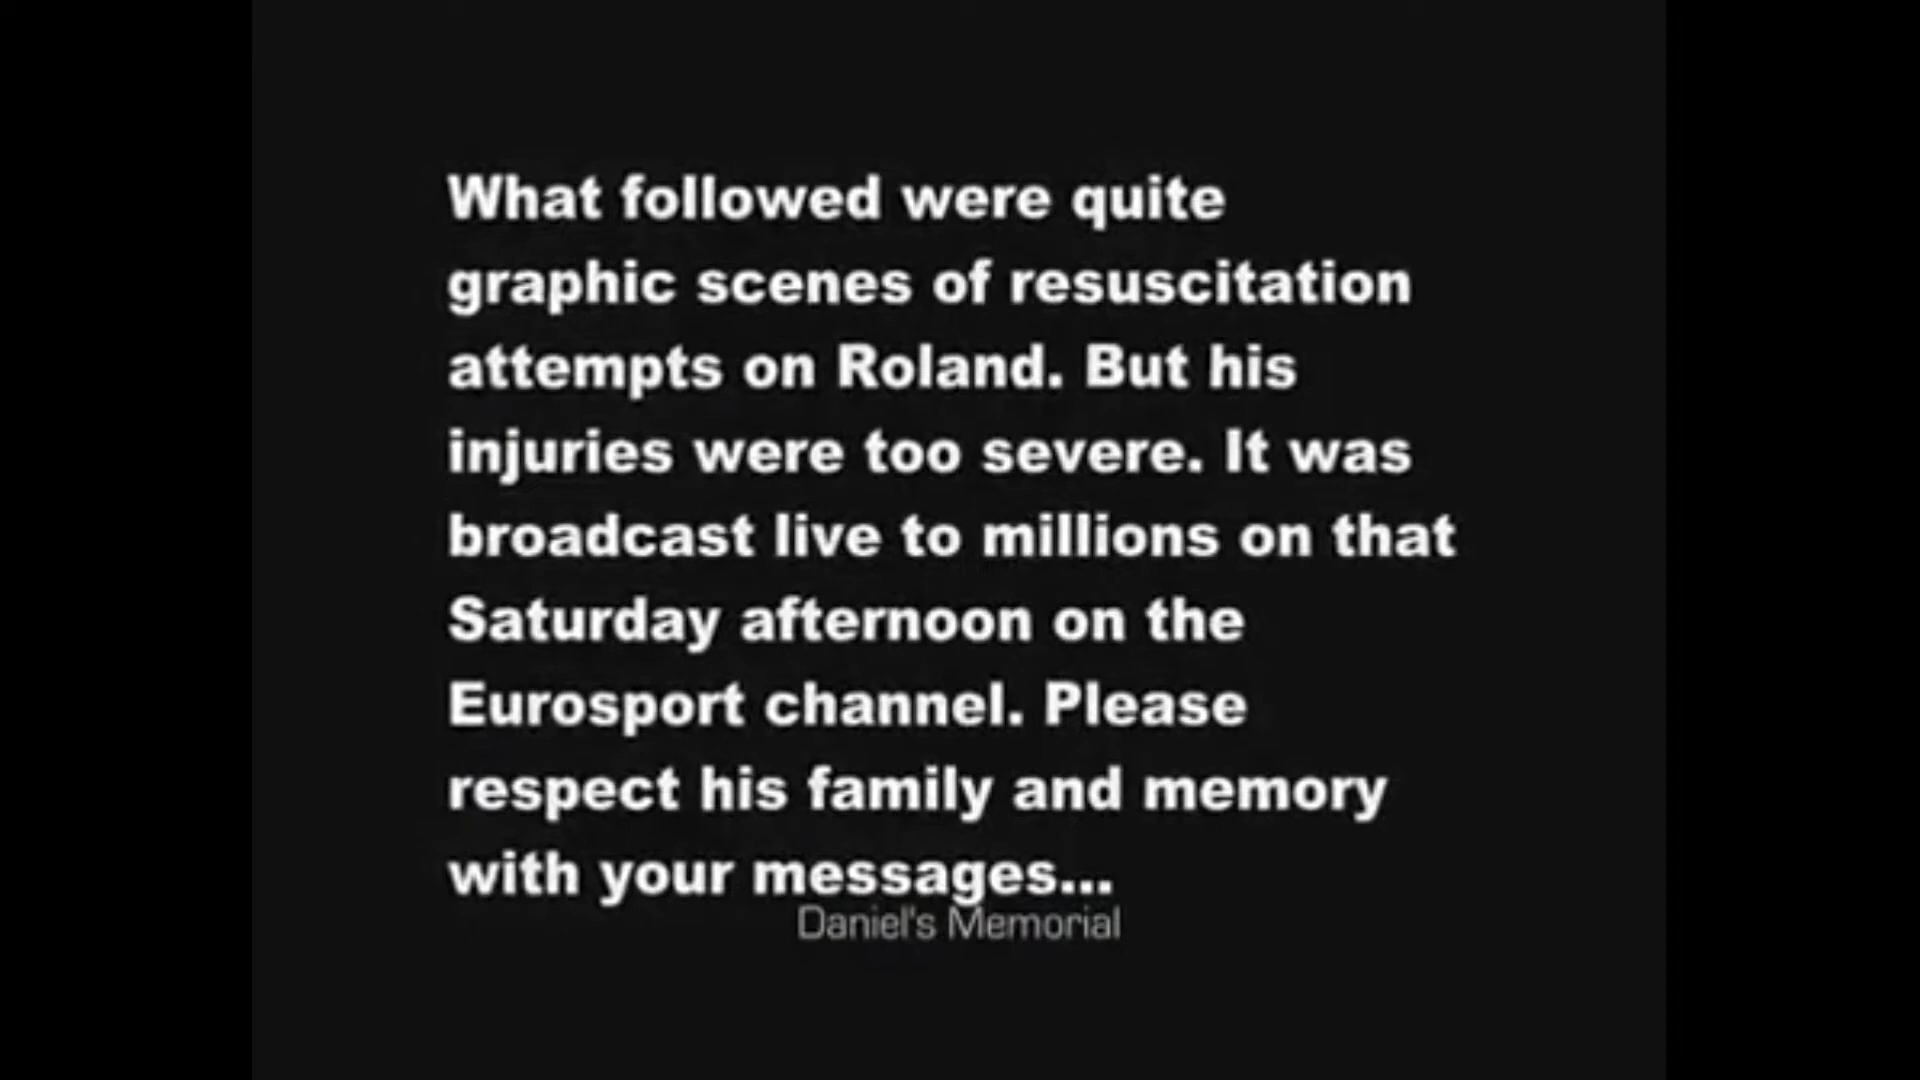 What followed were quite
graphic scenes of resuscitation
attempts on Roland. But his
injuries were too severe. It was
broadcast live to millions on that
Saturday afternoon on the
Eurosport channel. Please
respect his family and memory
with your messages...
Daniel's Memorial